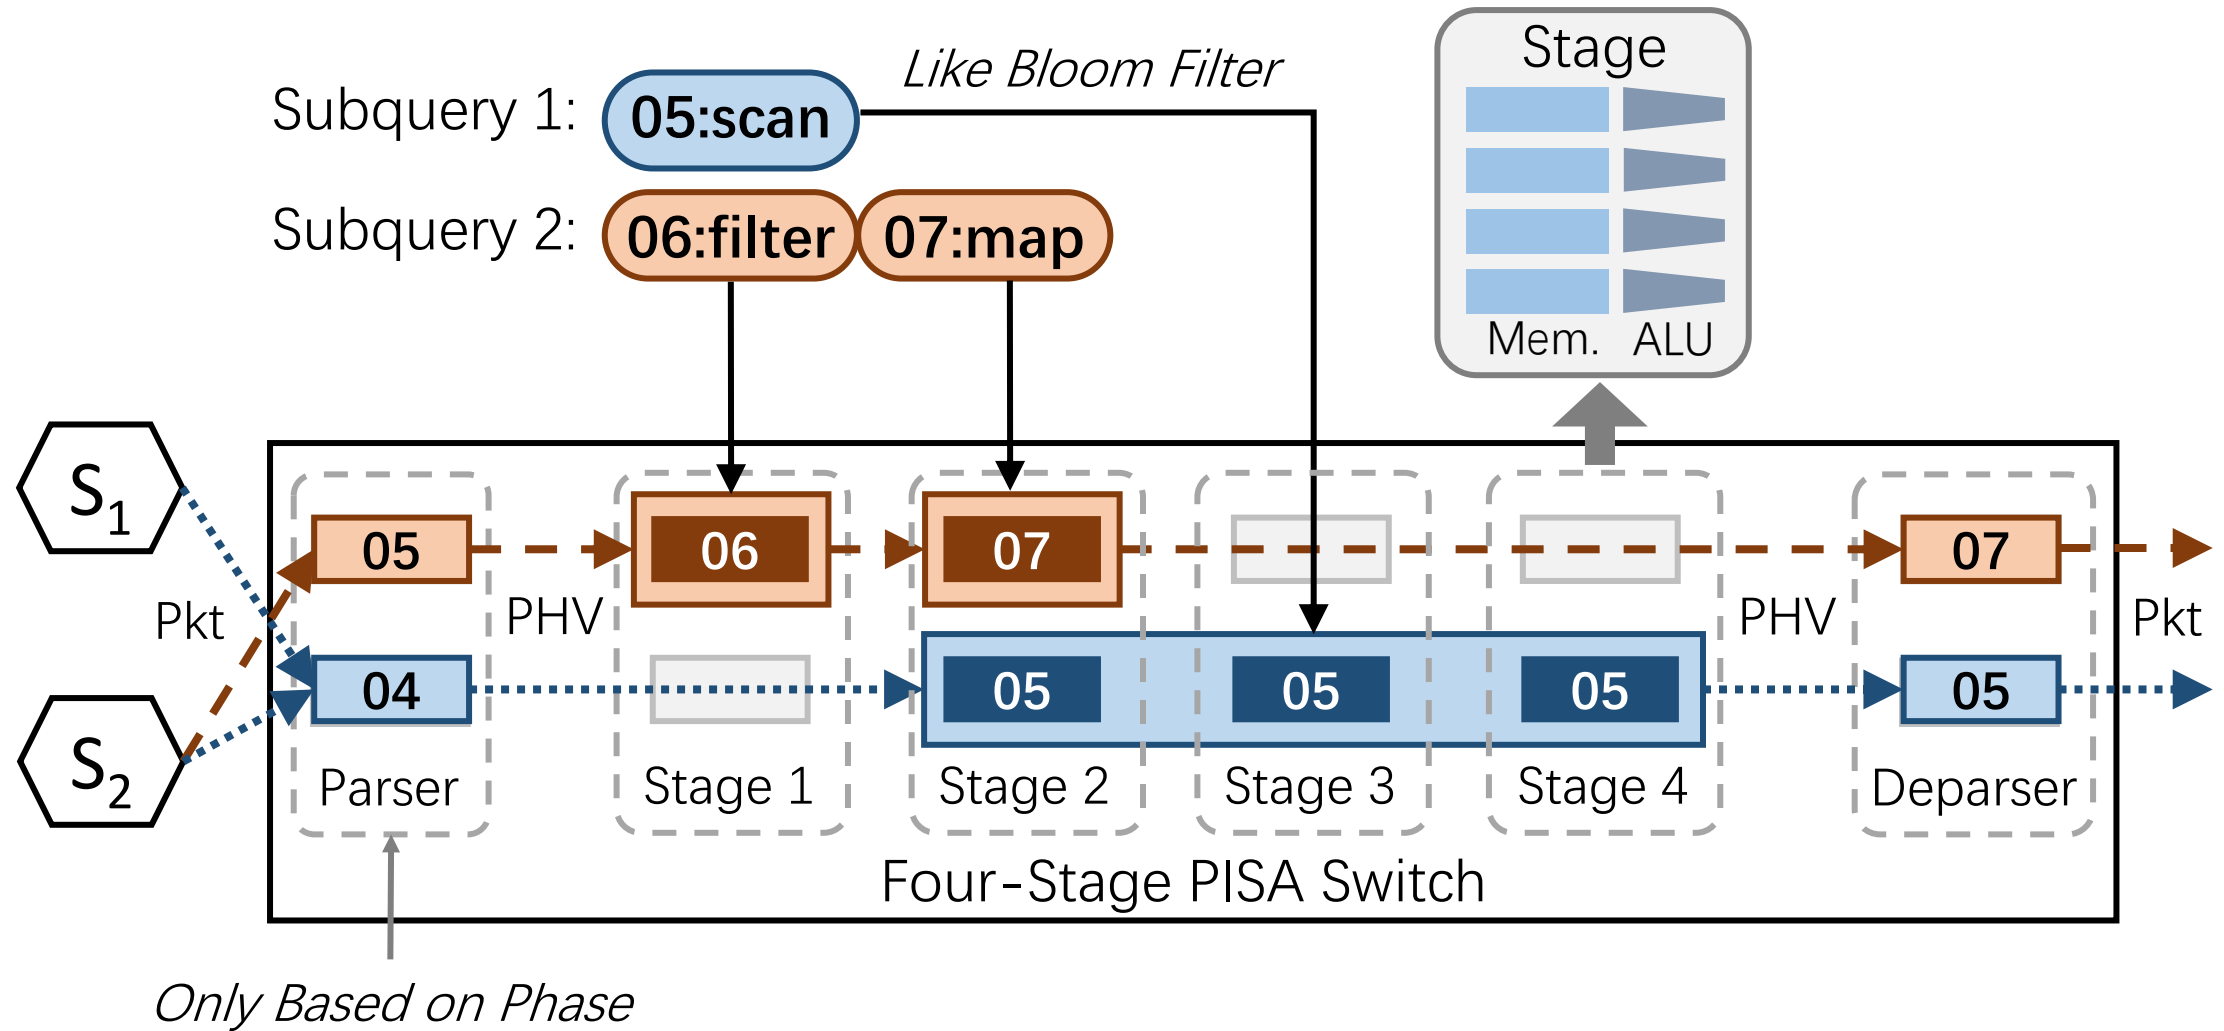 Subquery 1:
05:scan
Like Bloom Filter
Subquery 2:
06:filter
07:map
Stage
Mem.
ALU
S1
S2
Pkt
05
04
Parser
PHV
06
Stage 1
07
05
Stage 2
05
Stage 3
05
Stage 4
PHV
07
05
Deparser
Pkt
Four-Stage PISA Switch
Only Based on Phase